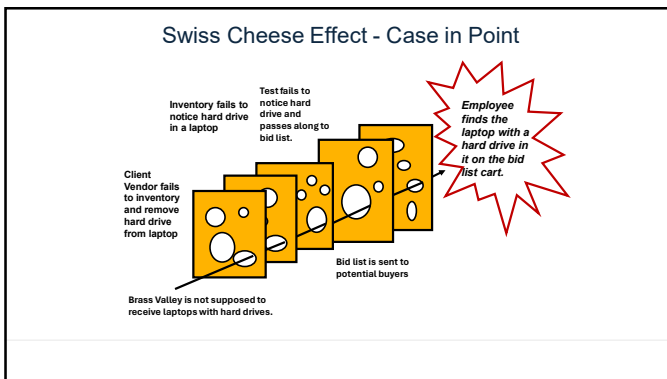 Swiss Cheese Effect - Case in Point
Inventory fails to
notice hard drive
in a laptop
Test fails to
notice hard
drive and
passes along to
bid list.
Employee
finds the
laptop with a
hard drive in
it on the bid
list cart.
Client
Vendor fails
to inventory
and remove
hard drive
from laptop
Bid list is sent to
potential buyers
Brass Valley is not supposed to
receive laptops with hard drives.